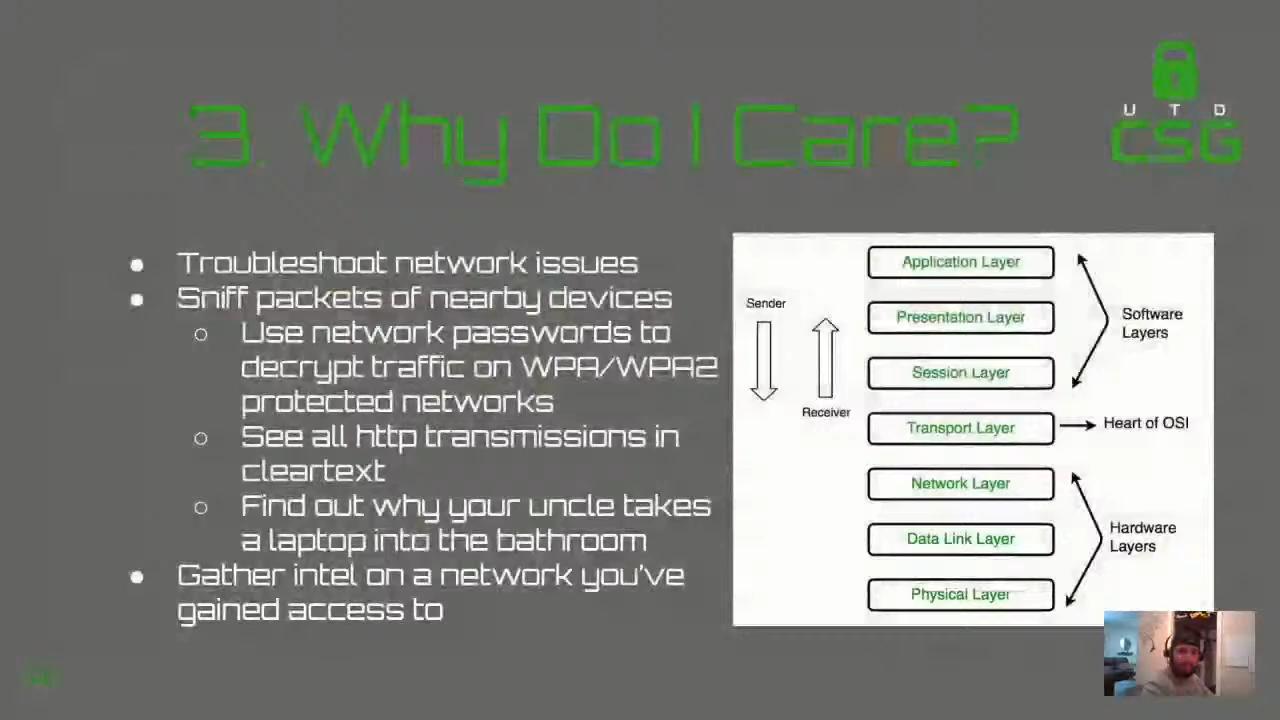 3. Why Do I Care?
U T D
CSG
● Troubleshoot network issues
● Sniff packets of nearby devices
○ Use network passwords to
decrypt traffic on WPA/WPA2
protected networks
○ See all http transmissions in
cleartext
○ Find out why your uncle takes
a laptop into the bathroom
● Gather intel on a network you've
gained access to
Sender
Receiver
Application Layer
Presentation Layer
Session Layer
Transport Layer
Network Layer
Data Link Layer
Physical Layer
Software
Layers
Heart of OSI
Hardware
Layers